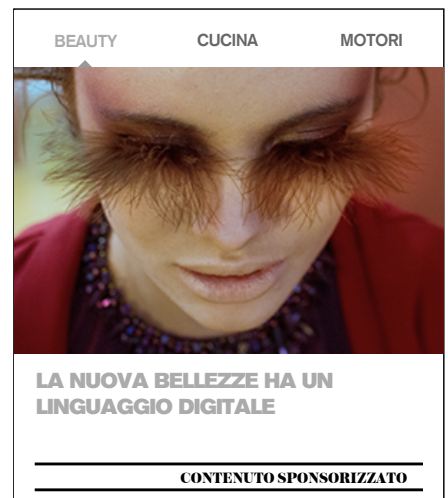 BEAUTY CUCINA MOTORI
LA NUOVA BELLEZZE HA UN
LINGUAGGIO DIGITALE
CONTENUTO SPONSORIZZATO